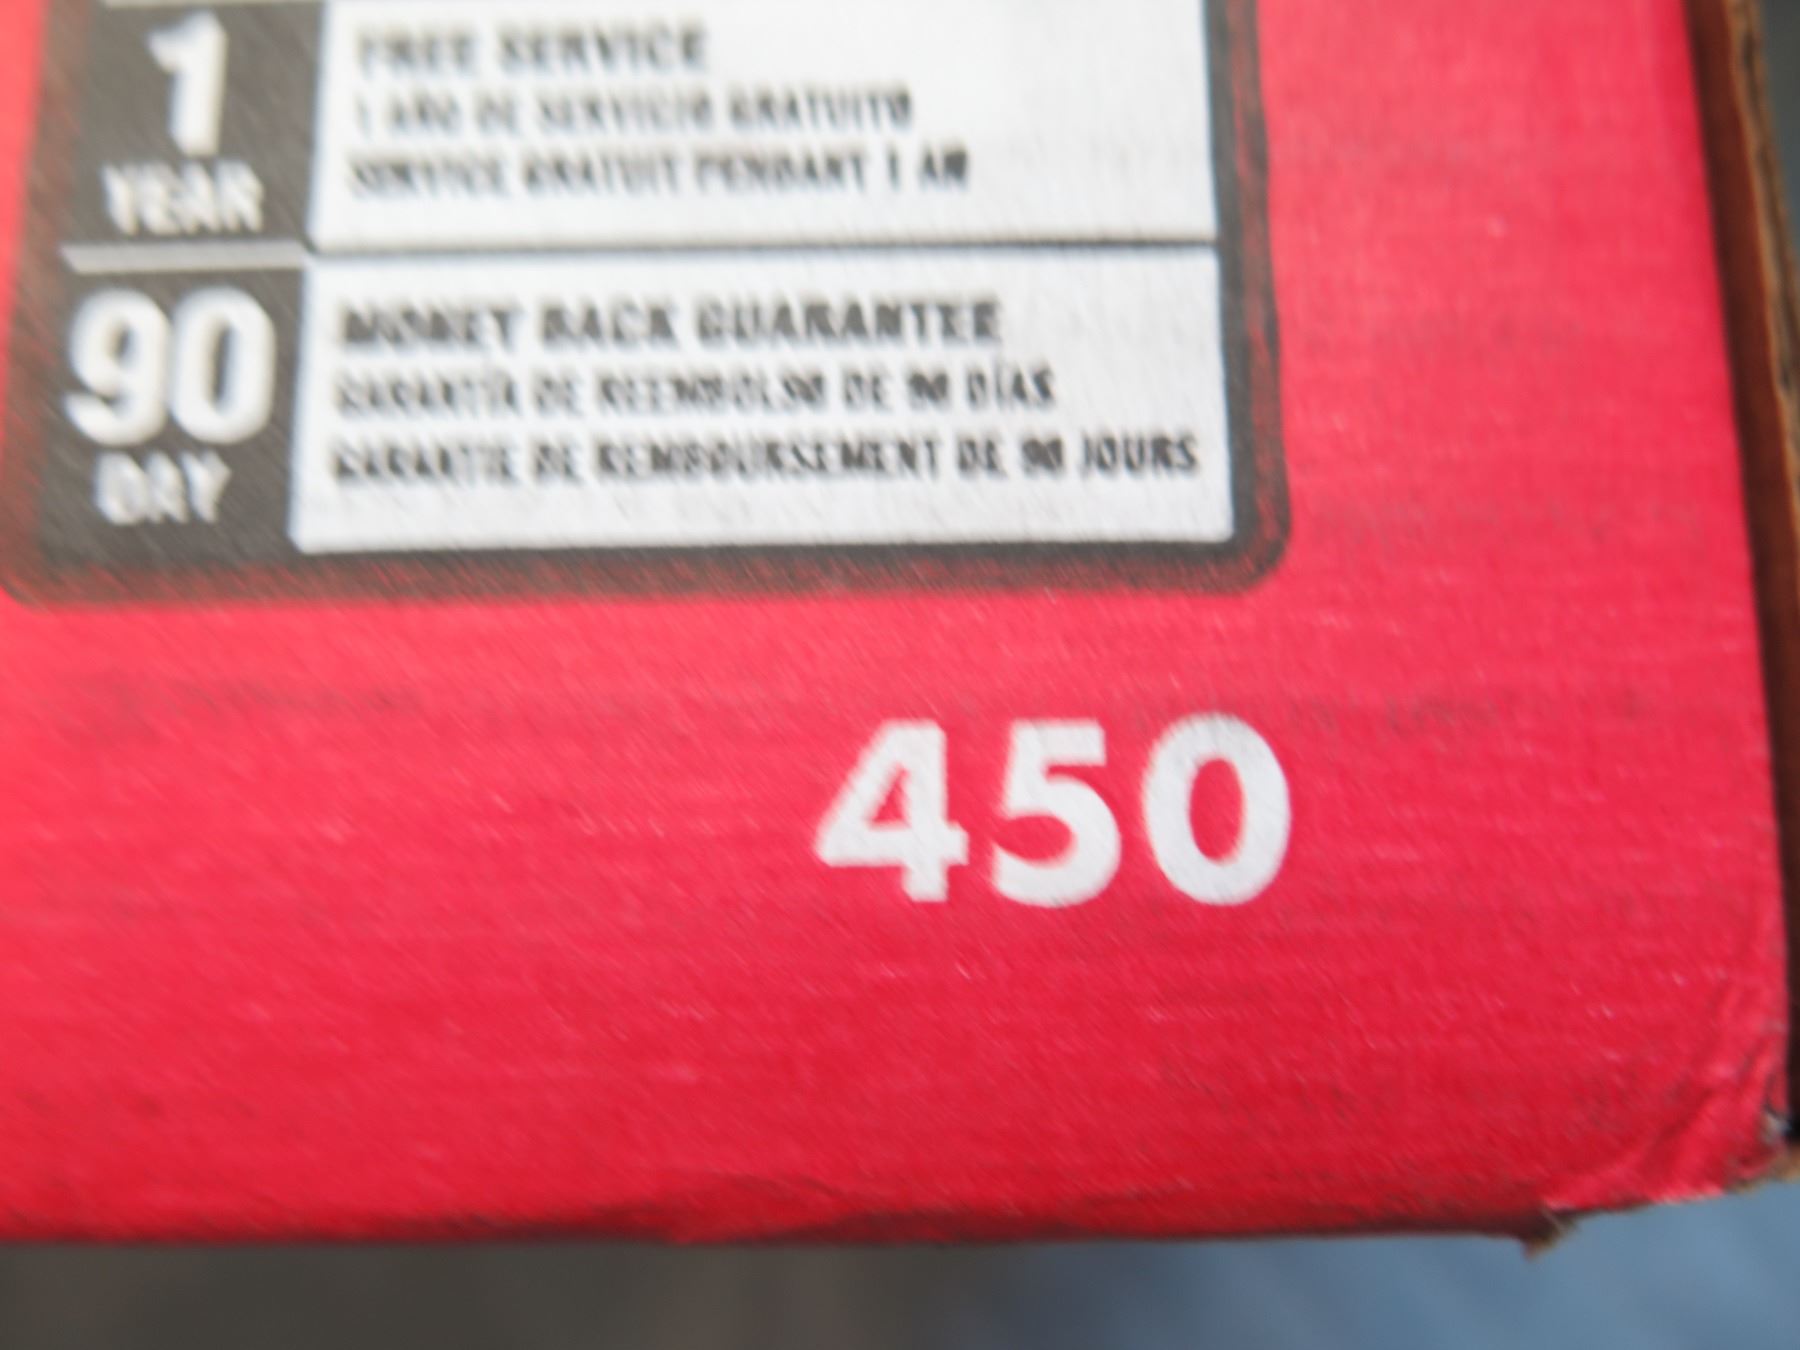 1
YEAR
FREE SERVICE
1 AÑO DE SERVICIO GRATUITO
SERVICE GRATUIT PENDANT 1 AN
90
DAY
MONEY BACK GUARANTEE
GARANTÍA DE REEMBOLSO DE 90 DÍAS
GARANTIE DE REMBOURSEMENT DE 90 JOURS
450